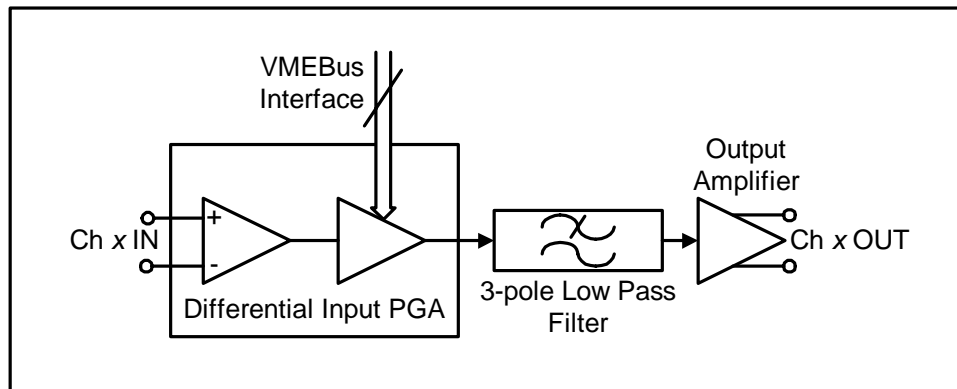 VMEBus
Interface
Output
Amplifier
+
Ch x IN
-
Ch x OUT
Differential Input PGA
3-pole Low Pass
Filter